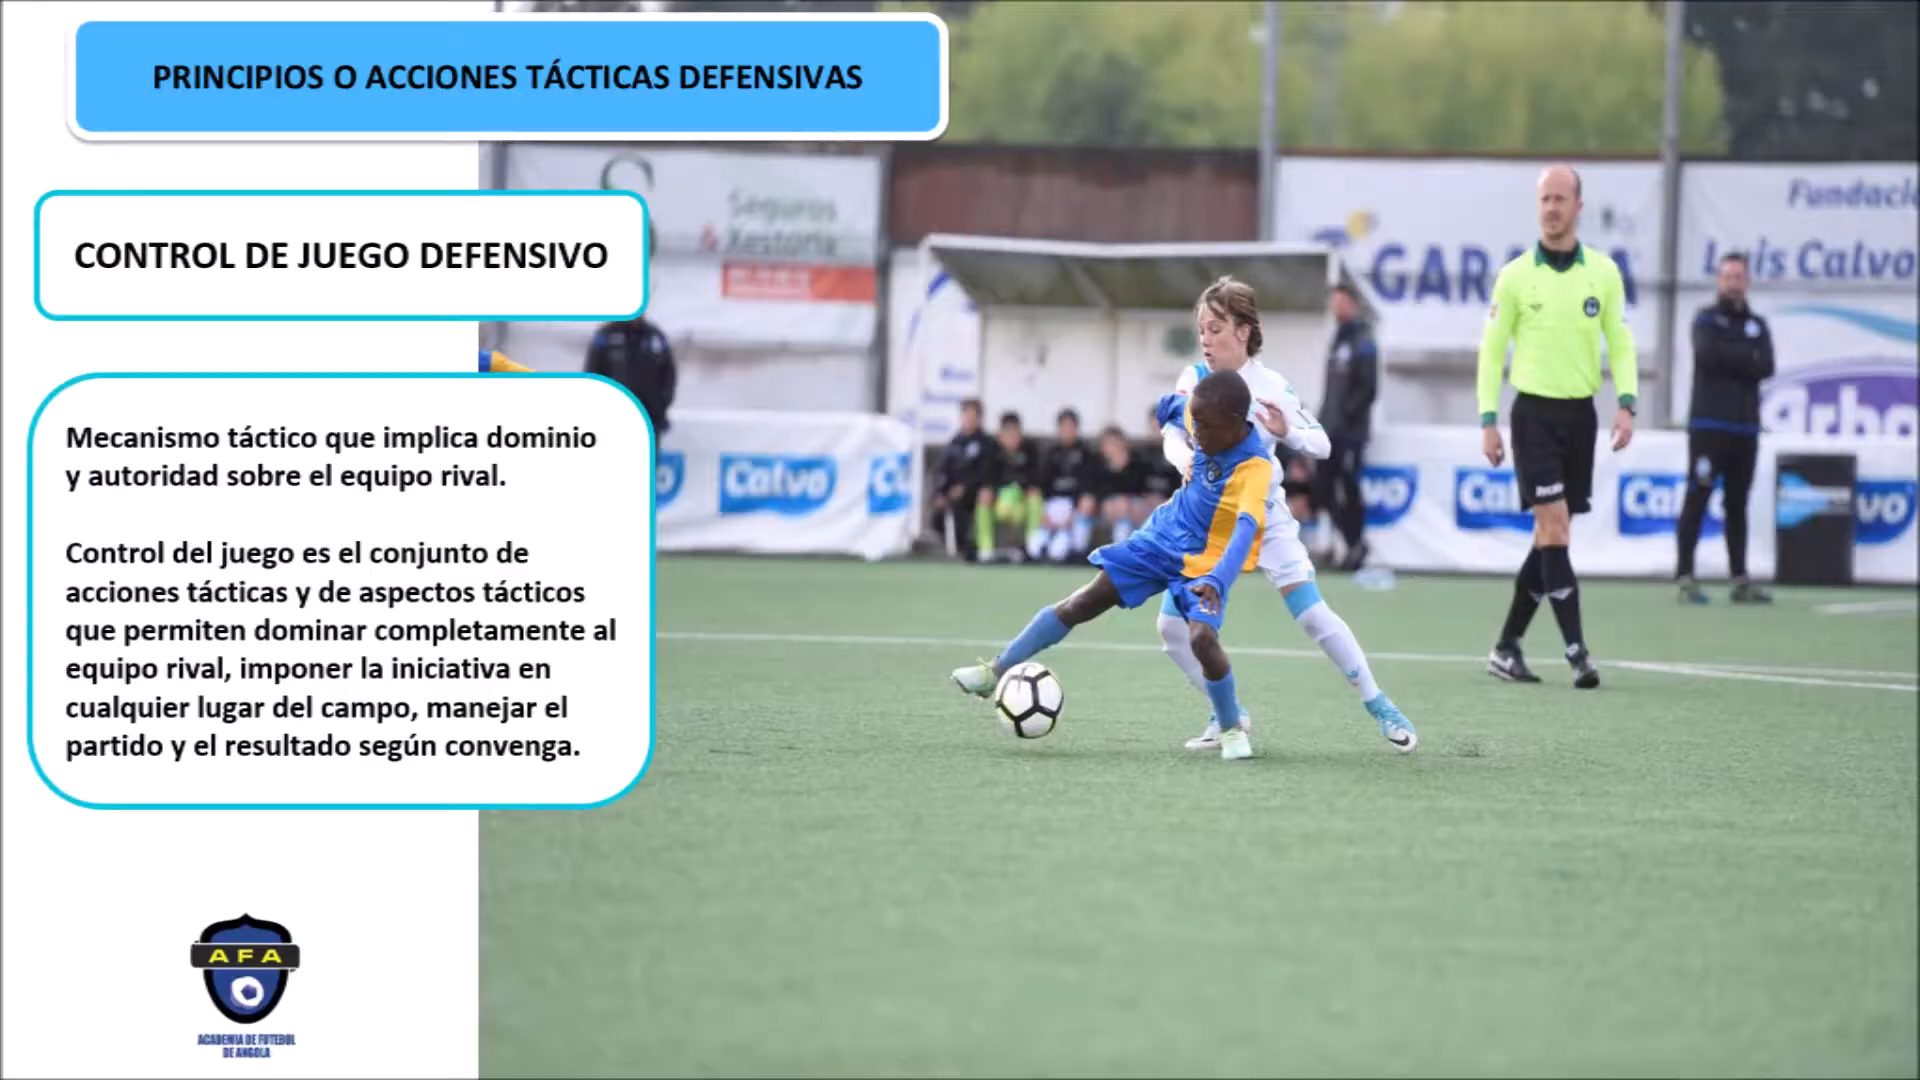 PRINCIPIOS O ACCIONES TÁCTICAS DEFENSIVAS
CONTROL DE JUEGO DEFENSIVO
Mecanismo táctico que implica dominio
y autoridad sobre el equipo rival.
Control del juego es el conjunto de
acciones tácticas y de aspectos tácticos
que permiten dominar completamente al
equipo rival, imponer la iniciativa en
cualquier lugar del campo, manejar el
partido y el resultado según convenga.
AFA
ACADEMIA DE FUTEBOL
DE ANGOLA
Seguros
& Xestoría
Fundació
Luis Calvo
Calvo